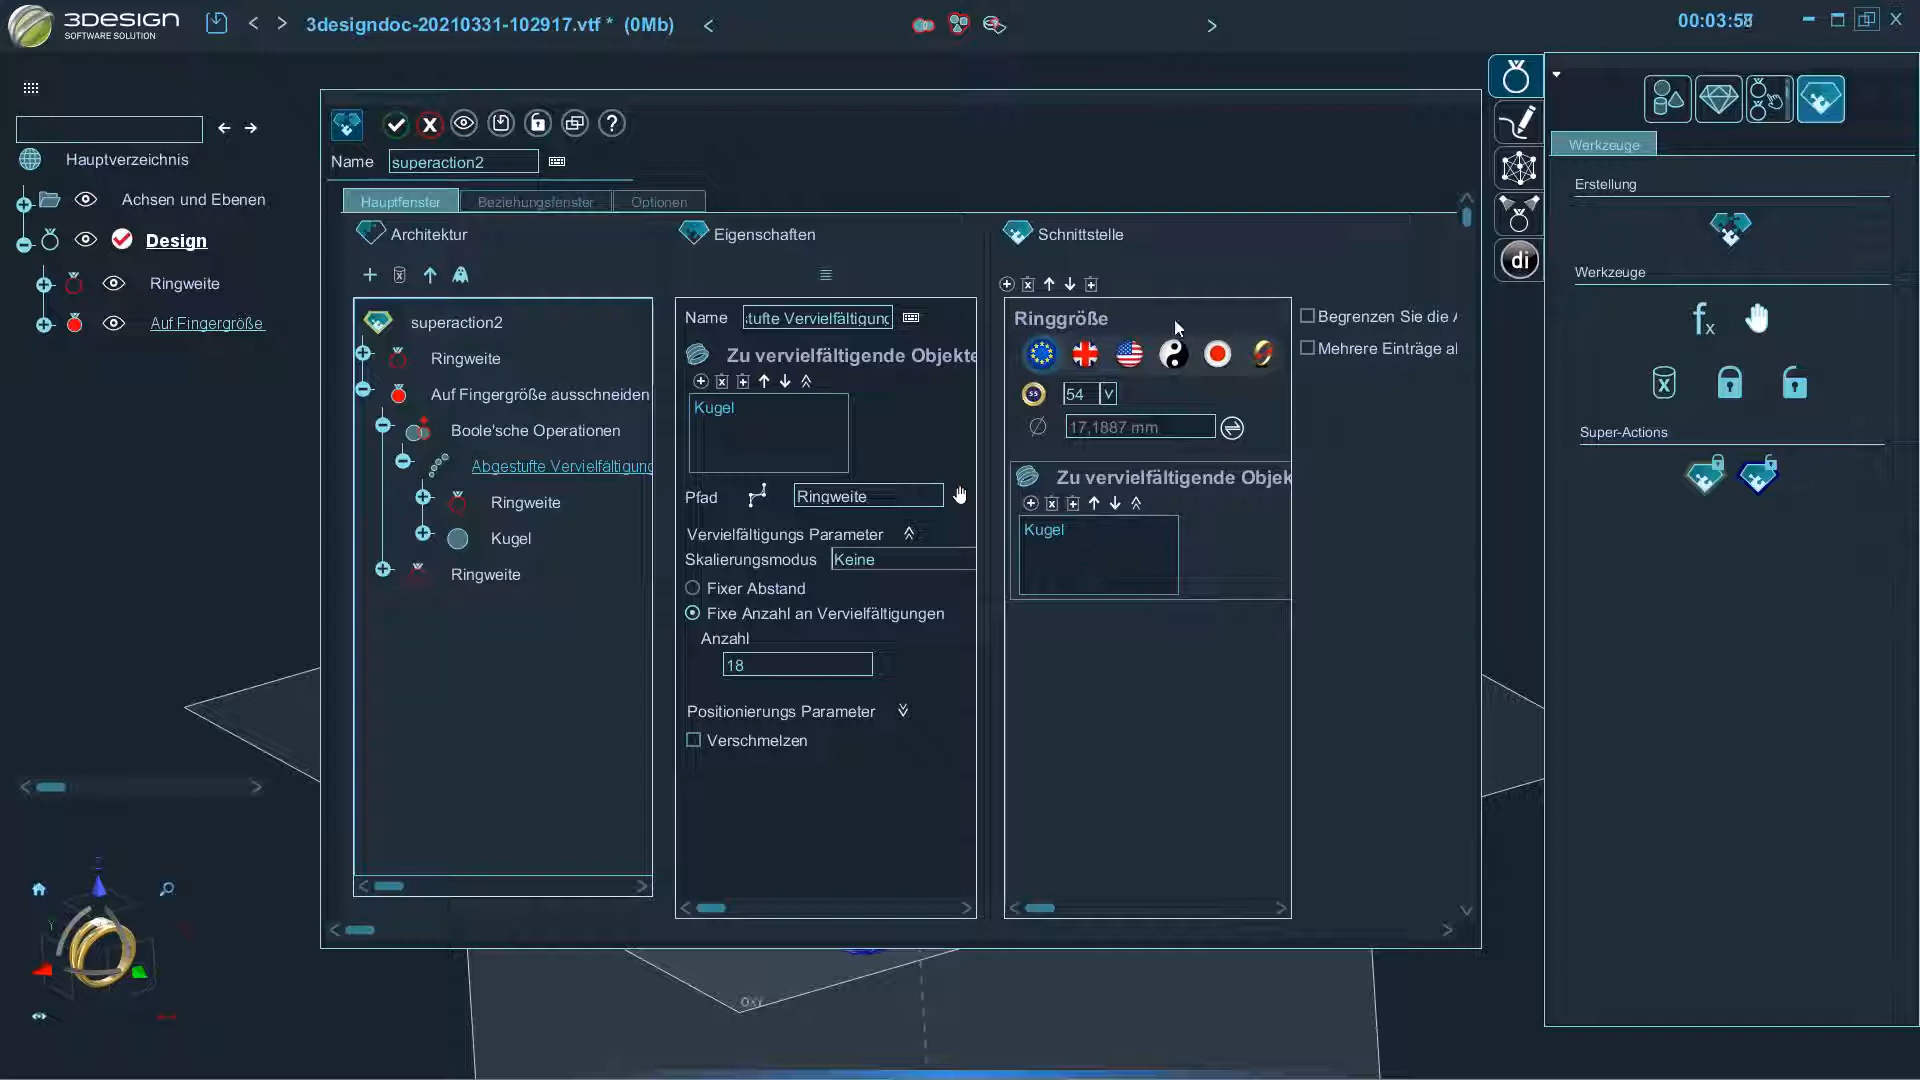 3DESIGN
SOFTWARE SOLUTION
3designdoc-20210331-102917.vtf * (0Mb)
Hauptverzeichnis
Achsen und Ebenen
Design
Ringweite
Auf Fingergröße
Name superaction2
Hauptfenster Beziehungsfenster Optionen
Architektur
superaction2
Ringweite
Auf Fingergröße ausschneiden
Boole'sche Operationen
Abgestufte Vervielfältigung
Ringweite
Kugel
Ringweite
Eigenschaften
Name tufte Vervielfältigung
Zu vervielfältigende Objekte
Kugel
Pfad Ringweite
Vervielfältigungs Parameter
Skalierungsmodus Keine
Fixer Abstand
Fixe Anzahl an Vervielfältigungen
Anzahl
18
Positionierungs Parameter
Verschmelzen
Schnittstelle
Ringgröße
55
54
17,1887 mm
Zu vervielfältigende Objek
Kugel
Begrenzen Sie die
Mehrere Einträge
Werkzeuge
Erstellung
Werkzeuge
fx
Super-Actions
di
OXY